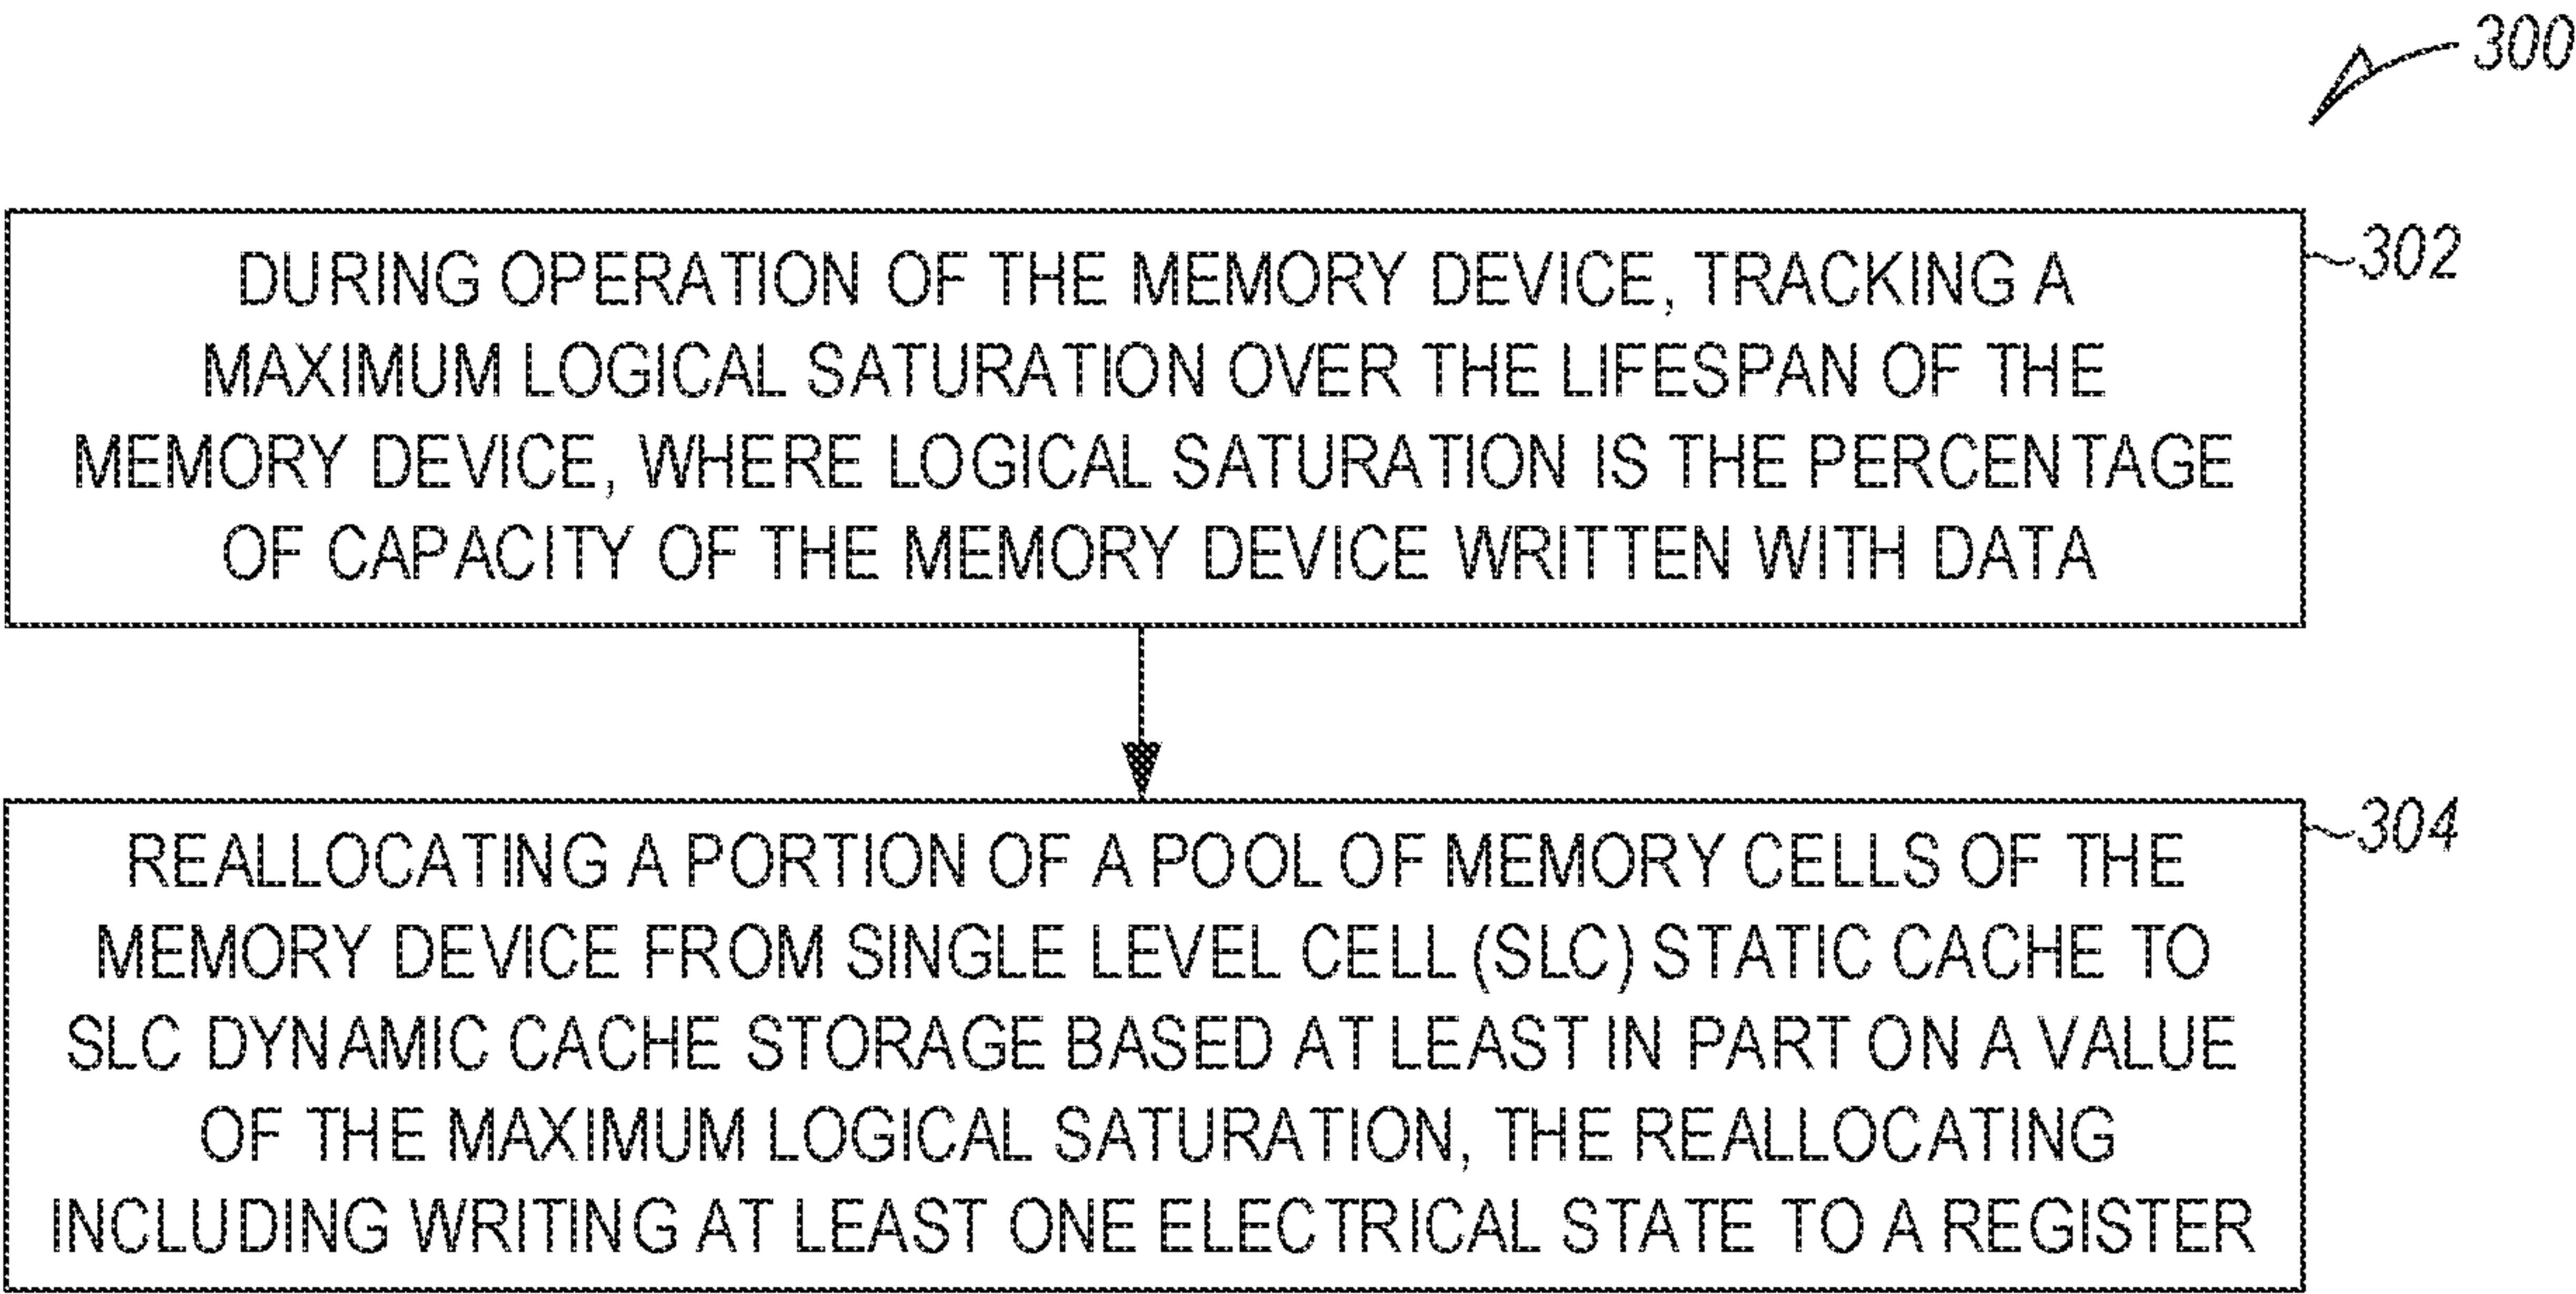 300
302
DURING OPERATION OF THE MEMORY DEVICE, TRACKING A
MAXIMUM LOGICAL SATURATION OVER THE LIFESPAN OF THE
MEMORY DEVICE, WHERE LOGICAL SATURATION IS THE PERCENTAGE
OF CAPACITY OF THE MEMORY DEVICE WRITTEN WITH DATA
304
REALLOCATING A PORTION OF A POOL OF MEMORY CELLS OF THE
MEMORY DEVICE FROM SINGLE LEVEL CELL (SLC) STATIC CACHE TO
SLC DYNAMIC CACHE STORAGE BASED AT LEAST IN PART ON A VALUE
OF THE MAXIMUM LOGICAL SATURATION, THE REALLOCATING
INCLUDING WRITING AT LEAST ONE ELECTRICAL STATE TO A REGISTER